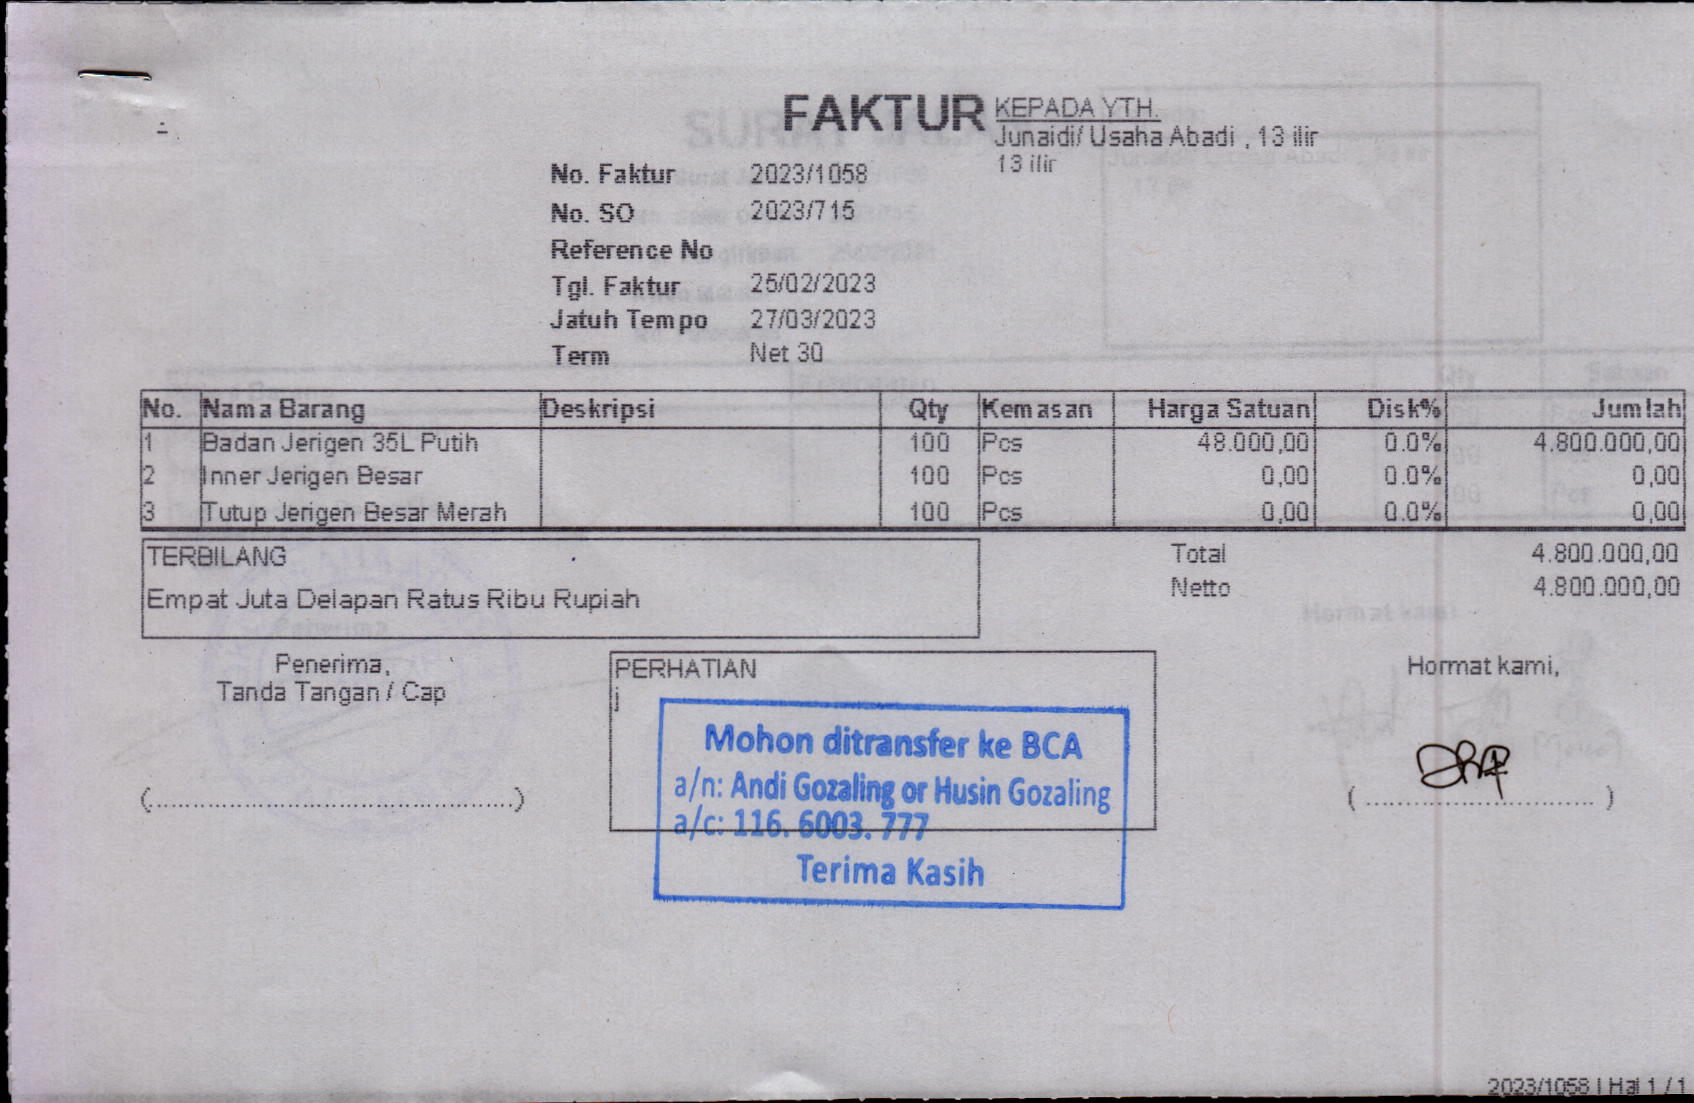 FAKTUR
KEPADA YTH.
Junaidi/ Usaha Abadi , 13 ilir
13 ilir
No. Faktur 2023/1058
No. SO 2023/715
Reference No
Tgl. Faktur 25/02/2023
Jatuh Tempo 27/03/2023
Term Net 30
No. Nama Barang Deskripsi Qty Kemasan Harga Satuan Disk% Jumlah
1 Badan Jerigen 35L Putih 100 Pcs 48.000,00 0.0% 4.800.000,00
2 Inner Jerigen Besar 100 Pcs 0,00 0.0% 0,00
3 Tutup Jerigen Besar Merah 100 Pcs 0,00 0.0% 0,00
TERBILANG
Empat Juta Delapan Ratus Ribu Rupiah
Total 4.800.000,00
Netto 4.800.000,00
Penerima,
Tanda Tangan / Cap
(..................................................)
PERHATIAN
j
Mohon ditransfer ke BCA
a/n: Andi Gozaling or Husin Gozaling
a/c: 116. 6003. 777
Terima Kasih
Hormat kami,
( ............................... )
2023/1058 | Hal 1 / 1